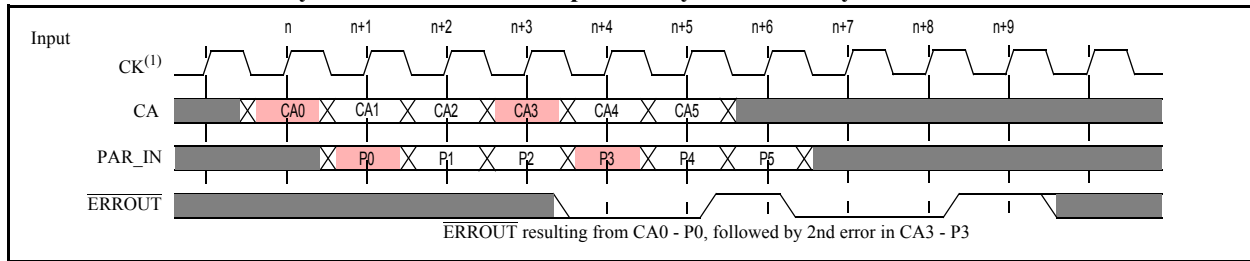 n n+1 n+2 n+3 n+4 n+5 n+6 n+7 n+8 n+9
Input
CK(1)
CA CA0 CA1 CA2 CA3 CA4 CA5
PAR_IN P0 P1 P2 P3 P4 P5
ERROUT
ERROUT resulting from CA0 - P0, followed by 2nd error in CA3 - P3